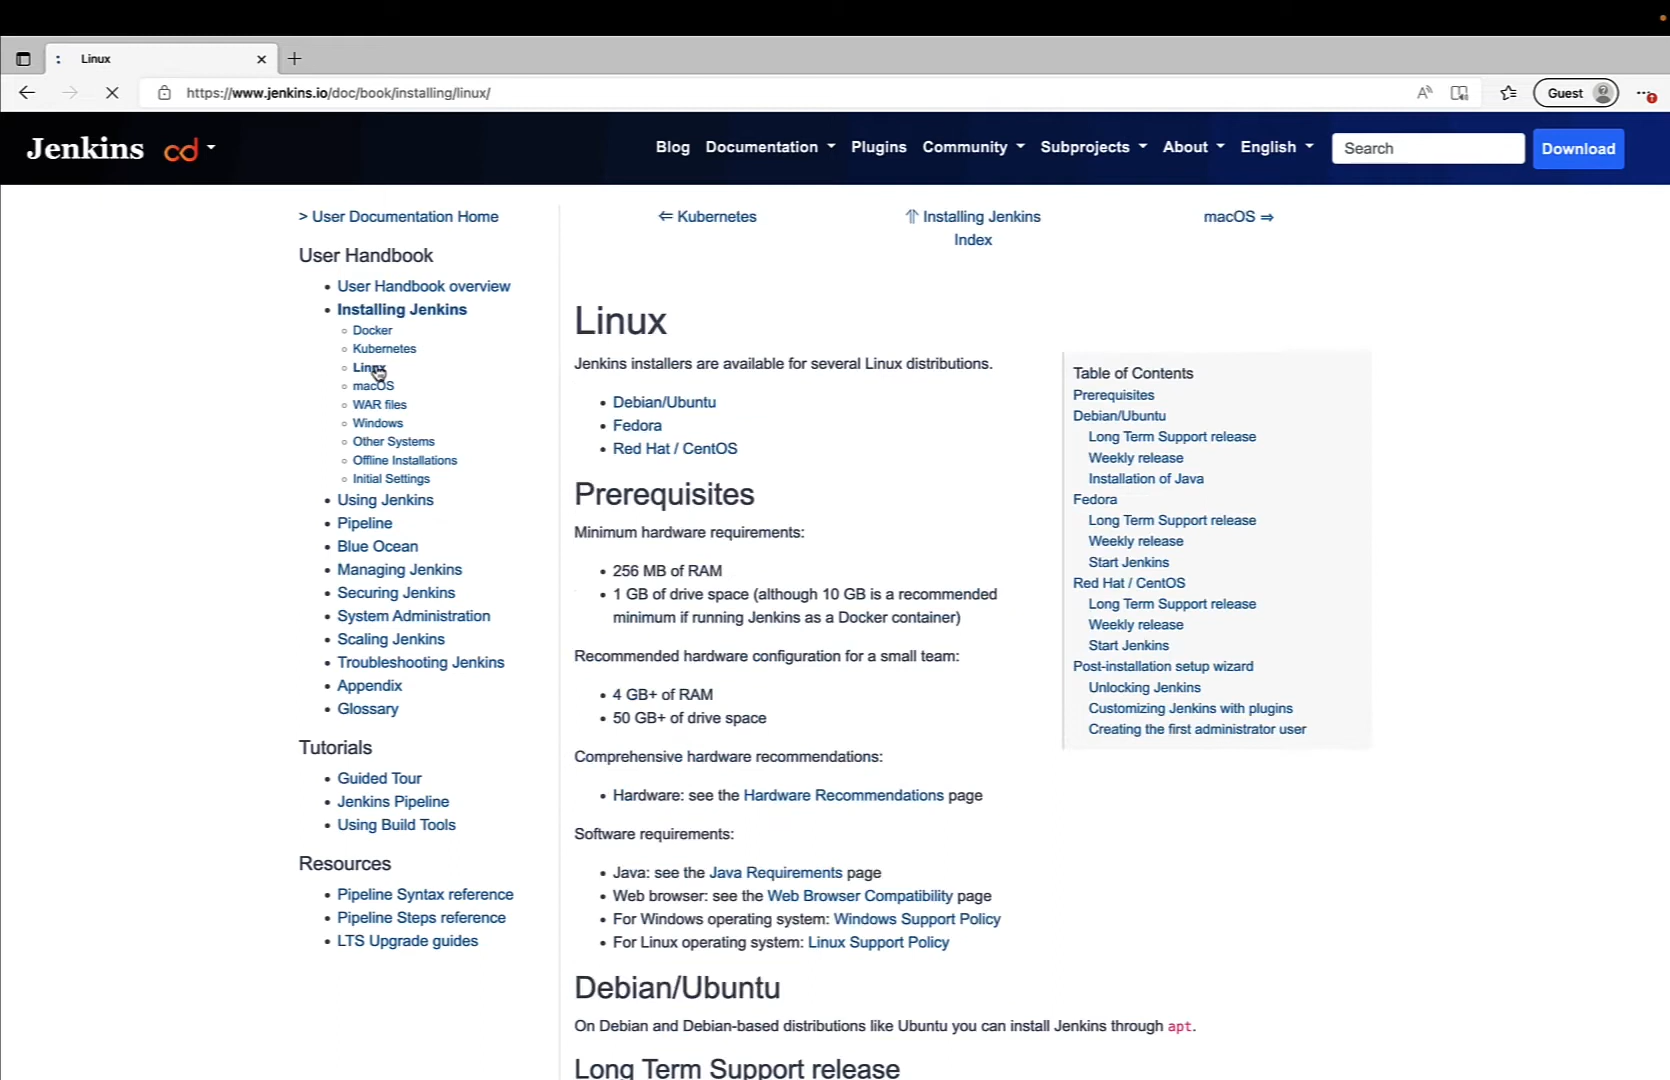 Linux
https://www.jenkins.io/doc/book/installing/linux/
Guest
Jenkins cd
Blog Documentation Plugins Community Subprojects About English Search Download
> User Documentation Home
User Handbook
User Handbook overview
Installing Jenkins
Docker
Kubernetes
Linux
macOS
WAR files
Windows
Other Systems
Offline Installations
Initial Settings
Using Jenkins
Pipeline
Blue Ocean
Managing Jenkins
Securing Jenkins
System Administration
Scaling Jenkins
Troubleshooting Jenkins
Appendix
Glossary
Tutorials
Guided Tour
Jenkins Pipeline
Using Build Tools
Resources
Pipeline Syntax reference
Pipeline Steps reference
LTS Upgrade guides
⇐ Kubernetes
⇑ Installing Jenkins
Index
macOS ⇒
Linux
Jenkins installers are available for several Linux distributions.
Debian/Ubuntu
Fedora
Red Hat / CentOS
Prerequisites
Minimum hardware requirements:
256 MB of RAM
1 GB of drive space (although 10 GB is a recommended
minimum if running Jenkins as a Docker container)
Recommended hardware configuration for a small team:
4 GB+ of RAM
50 GB+ of drive space
Comprehensive hardware recommendations:
Hardware: see the Hardware Recommendations page
Software requirements:
Java: see the Java Requirements page
Web browser: see the Web Browser Compatibility page
For Windows operating system: Windows Support Policy
For Linux operating system: Linux Support Policy
Debian/Ubuntu
On Debian and Debian-based distributions like Ubuntu you can install Jenkins through apt.
Long Term Support release
Table of Contents
Prerequisites
Debian/Ubuntu
Long Term Support release
Weekly release
Installation of Java
Fedora
Long Term Support release
Weekly release
Start Jenkins
Red Hat / CentOS
Long Term Support release
Weekly release
Start Jenkins
Post-installation setup wizard
Unlocking Jenkins
Customizing Jenkins with plugins
Creating the first administrator user